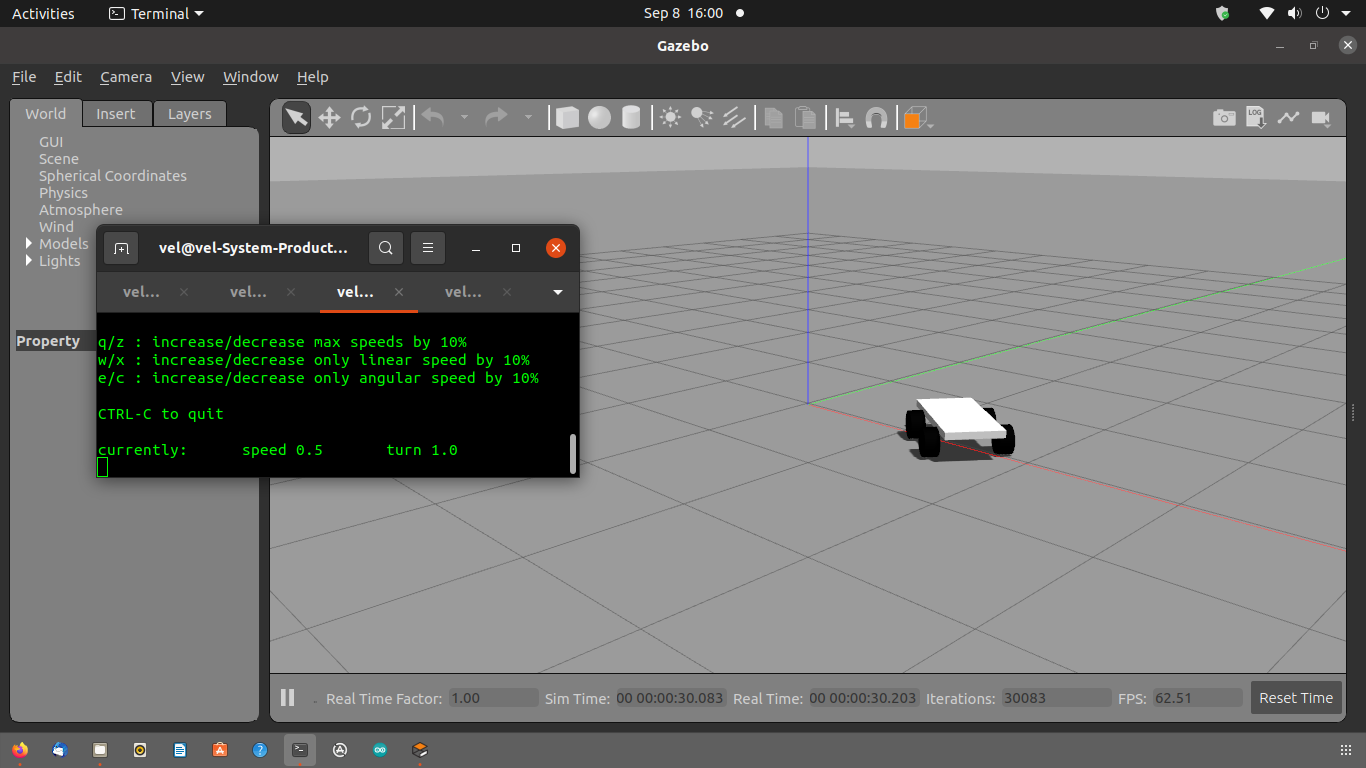 Activities
Terminal
Sep 8 16:00
Gazebo
File Edit Camera View Window Help
World Insert Layers
GUI
Scene
Spherical Coordinates
Physics
Atmosphere
Wind
Models
Lights
Property
LOG
vel@vel-System-Product...
vel... vel... vel... vel...
q/z : increase/decrease max speeds by 10%
w/x : increase/decrease only linear speed by 10%
e/c : increase/decrease only angular speed by 10%
CTRL-C to quit
currently: speed 0.5 turn 1.0
Real Time Factor: 1.00 Sim Time: 00 00:00:30.083 Real Time: 00 00:00:30.203 Iterations: 30083 FPS: 62.51 Reset Time